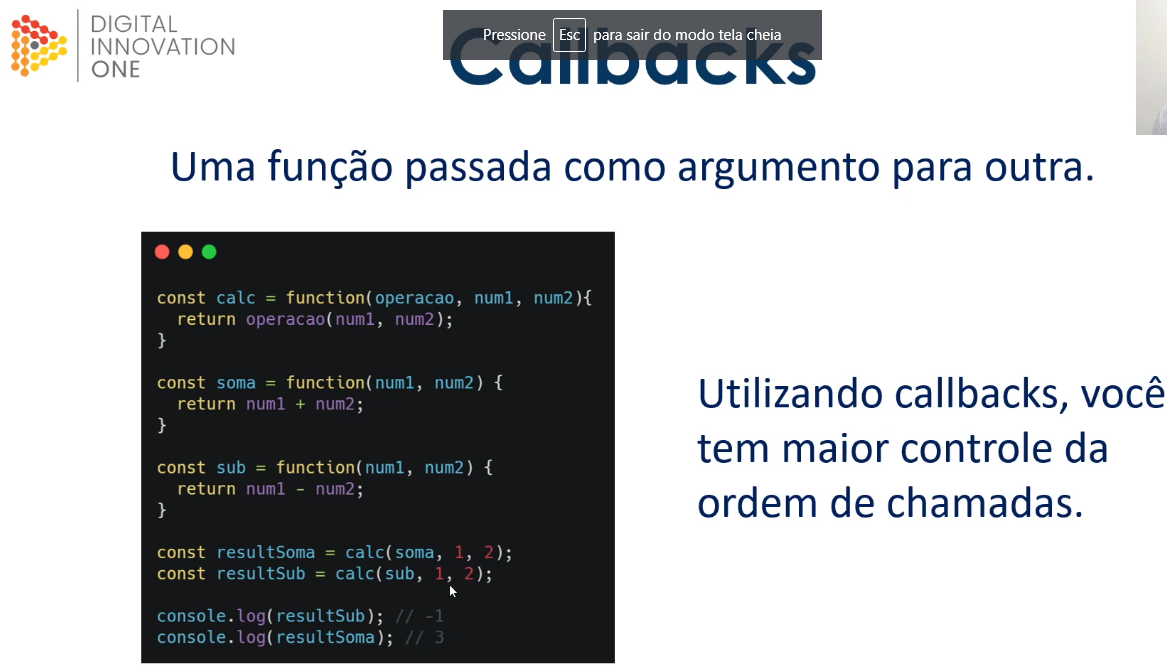 DIGITAL
INNOVATION
ONE
Pressione Esc para sair do modo tela cheia
Callbacks
Uma função passada como argumento para outra.
const calc = function(operacao, num1, num2){
  return operacao(num1, num2);
}
const soma = function(num1, num2) {
  return num1 + num2;
}
const sub = function(num1, num2) {
  return num1 - num2;
}
const resultSoma = calc(soma, 1, 2);
const resultSub = calc(sub, 1, 2);
console.log(resultSub); // -1
console.log(resultSoma); // 3
Utilizando callbacks, você
tem maior controle da
ordem de chamadas.